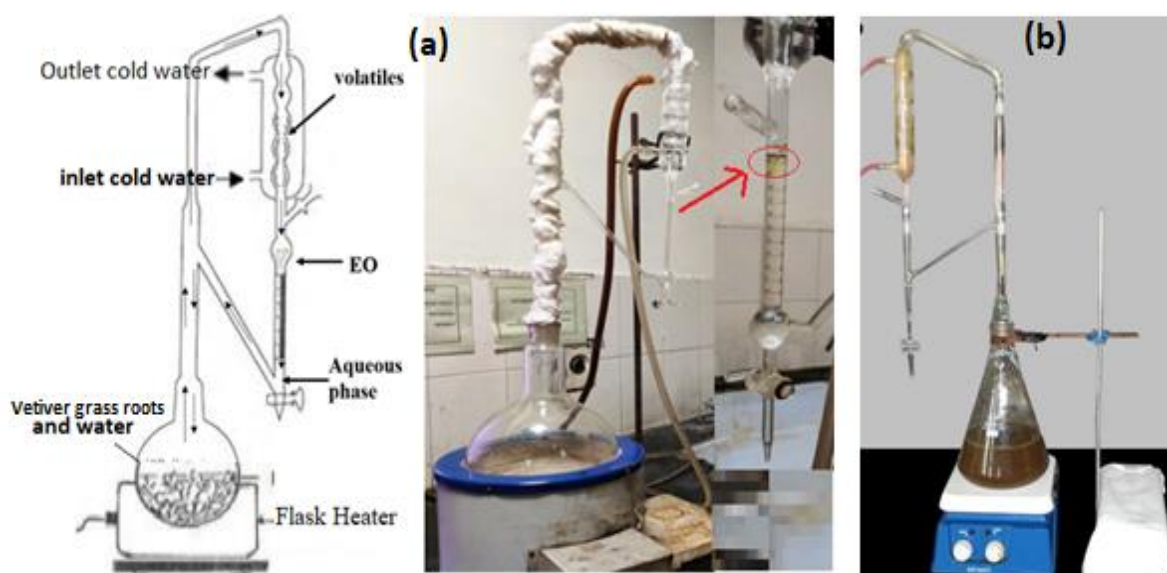 (a)
(b)
Outlet cold water
volatiles
inlet cold water
EO
Aqueous
phase
Vetiver grass roots
and water
Flask Heater